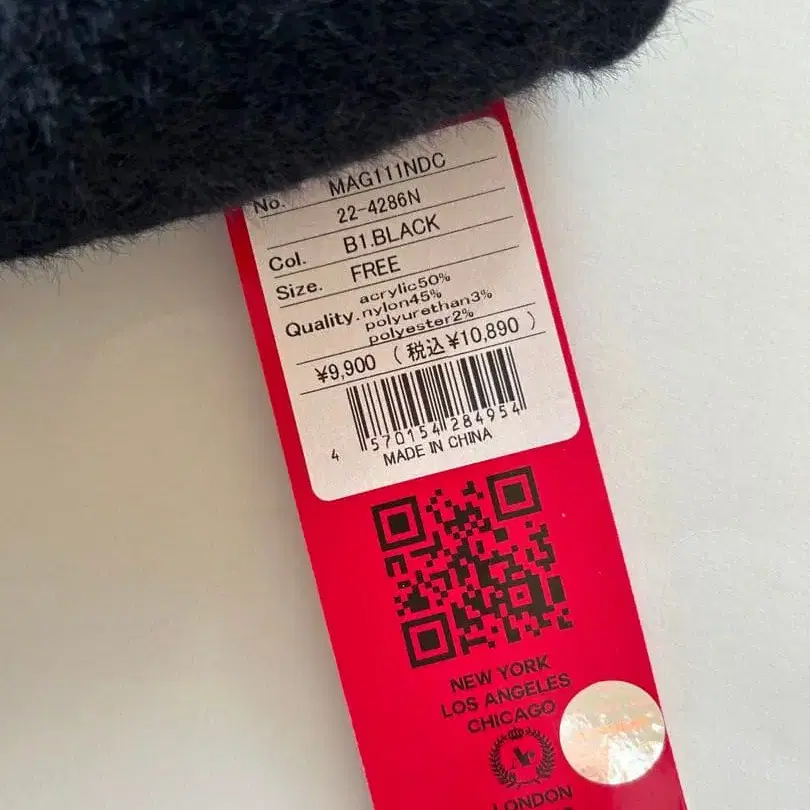 No. MAG111NDC
22-4286N
Col. B1.BLACK
Size. FREE
Quality. acrylic50%
nylon45%
polyurethan3%
polyester2%
¥9,900 (税込¥10,890)
4 570154 284954
MADE IN CHINA
NEW YORK
LOS ANGELES
CHICAGO
LONDON